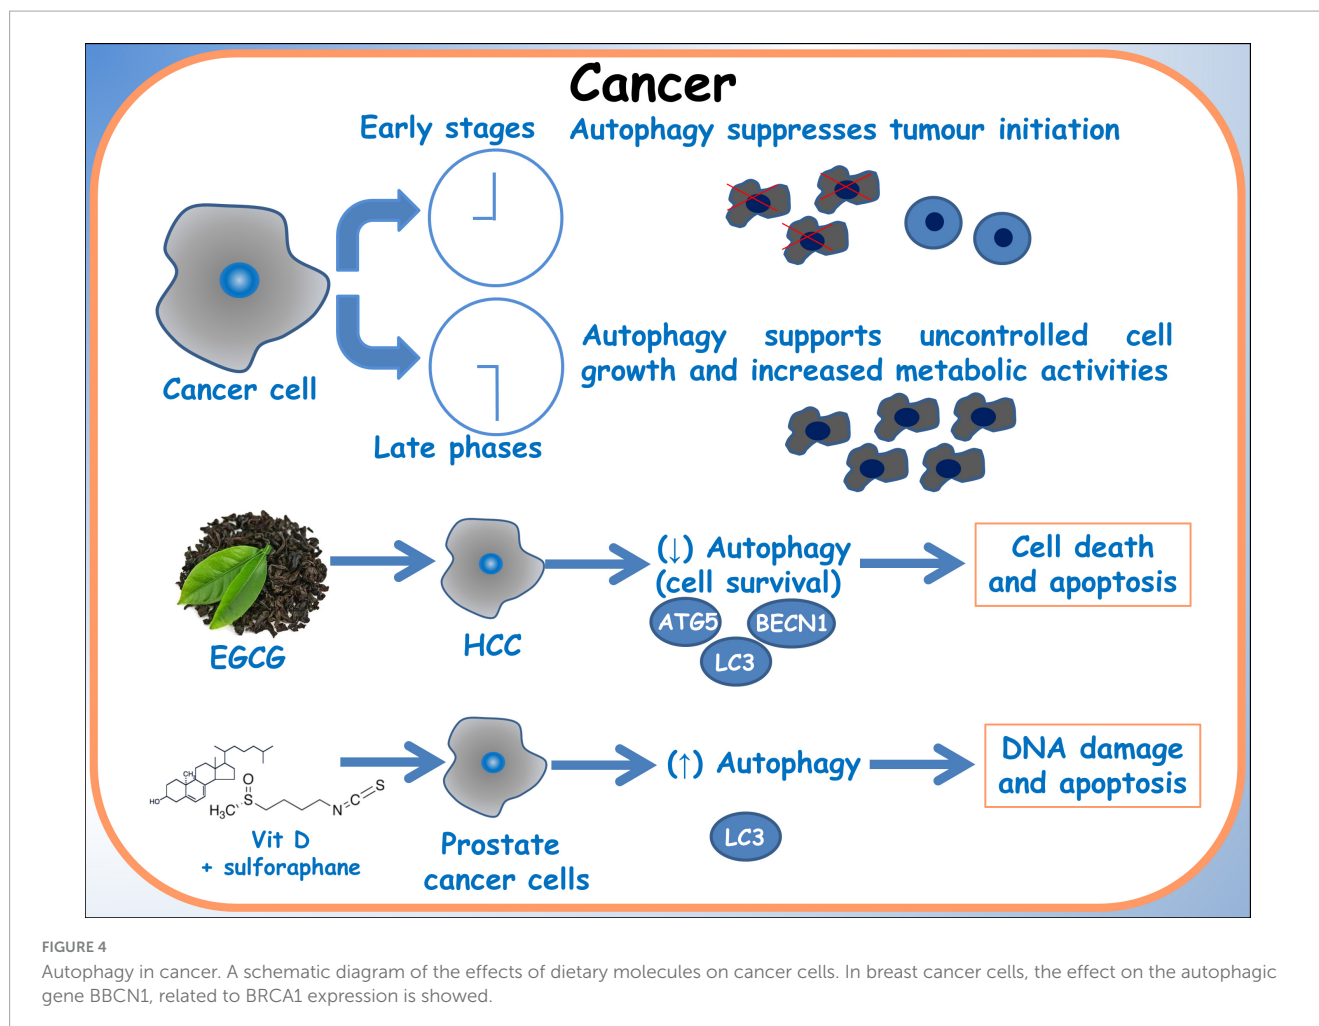 Cancer
Early stages
Autophagy suppresses tumour initiation
Cancer cell
Autophagy supports uncontrolled cell
growth and increased metabolic activities
Late phases
EGCG
HCC
(↓) Autophagy
(cell survival)
ATG5
BECN1
LC3
Cell death
and apoptosis
HO
CH₃
H₃C
S
O
N
C
S
Vit D
+ sulforaphane
Prostate
cancer cells
(↑) Autophagy
LC3
DNA damage
and apoptosis
FIGURE 4
Autophagy in cancer. A schematic diagram of the effects of dietary molecules on cancer cells. In breast cancer cells, the effect on the autophagic
gene BBCN1, related to BRCA1 expression is showed.